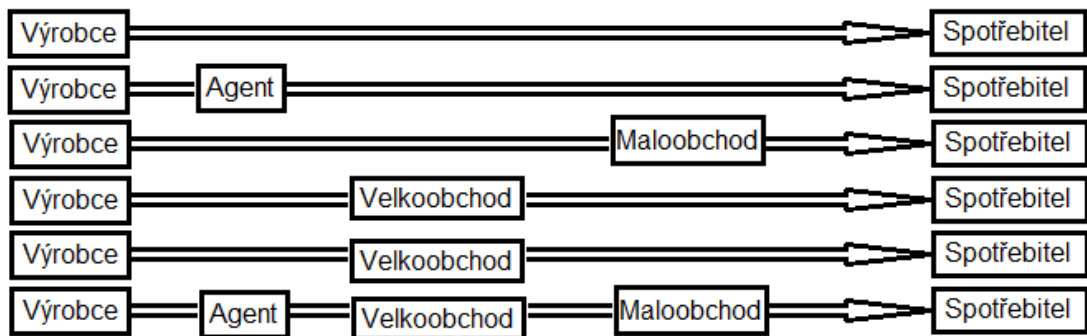 Výrobce Spotřebitel
Výrobce Agent Spotřebitel
Výrobce Maloobchod Spotřebitel
Výrobce Velkoobchod Spotřebitel
Výrobce Velkoobchod Spotřebitel
Výrobce Agent Velkoobchod Maloobchod Spotřebitel